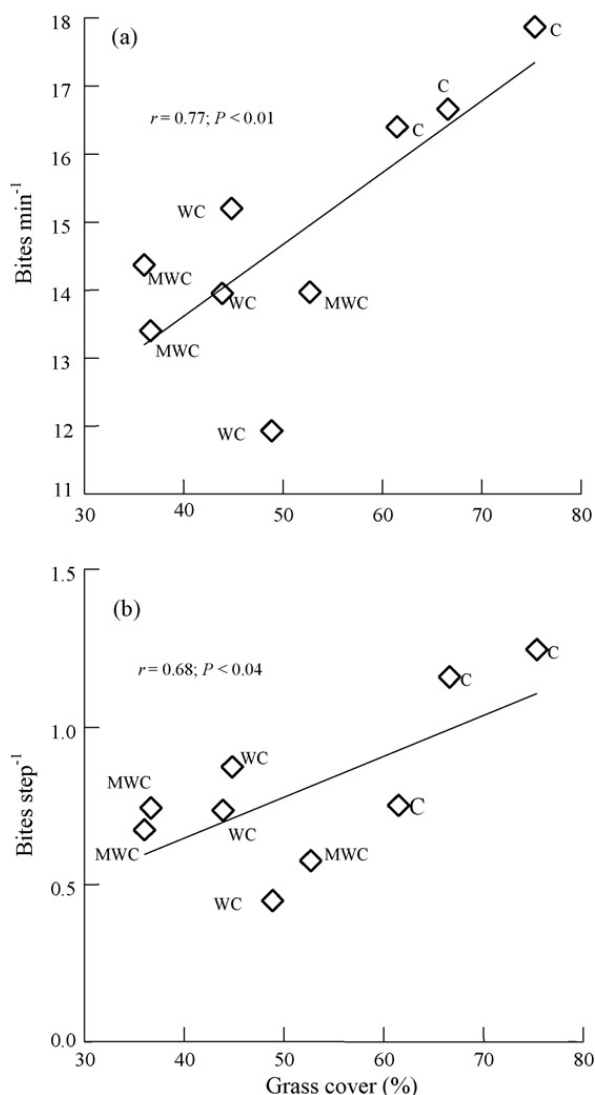 18
(a)
C
17
C
r = 0.77; P < 0.01
C
16
Bites min⁻¹
15
WC
14
MWC
WC
MWC
13
MWC
12
WC
11
30 40 50 60 70 80
1.5
(b)
C
r = 0.68; P < 0.04
C
1.0
Bites step⁻¹
WC
MWC
C
WC
MWC
MWC
0.5
WC
0.0
30 40 50 60 70 80
Grass cover (%)